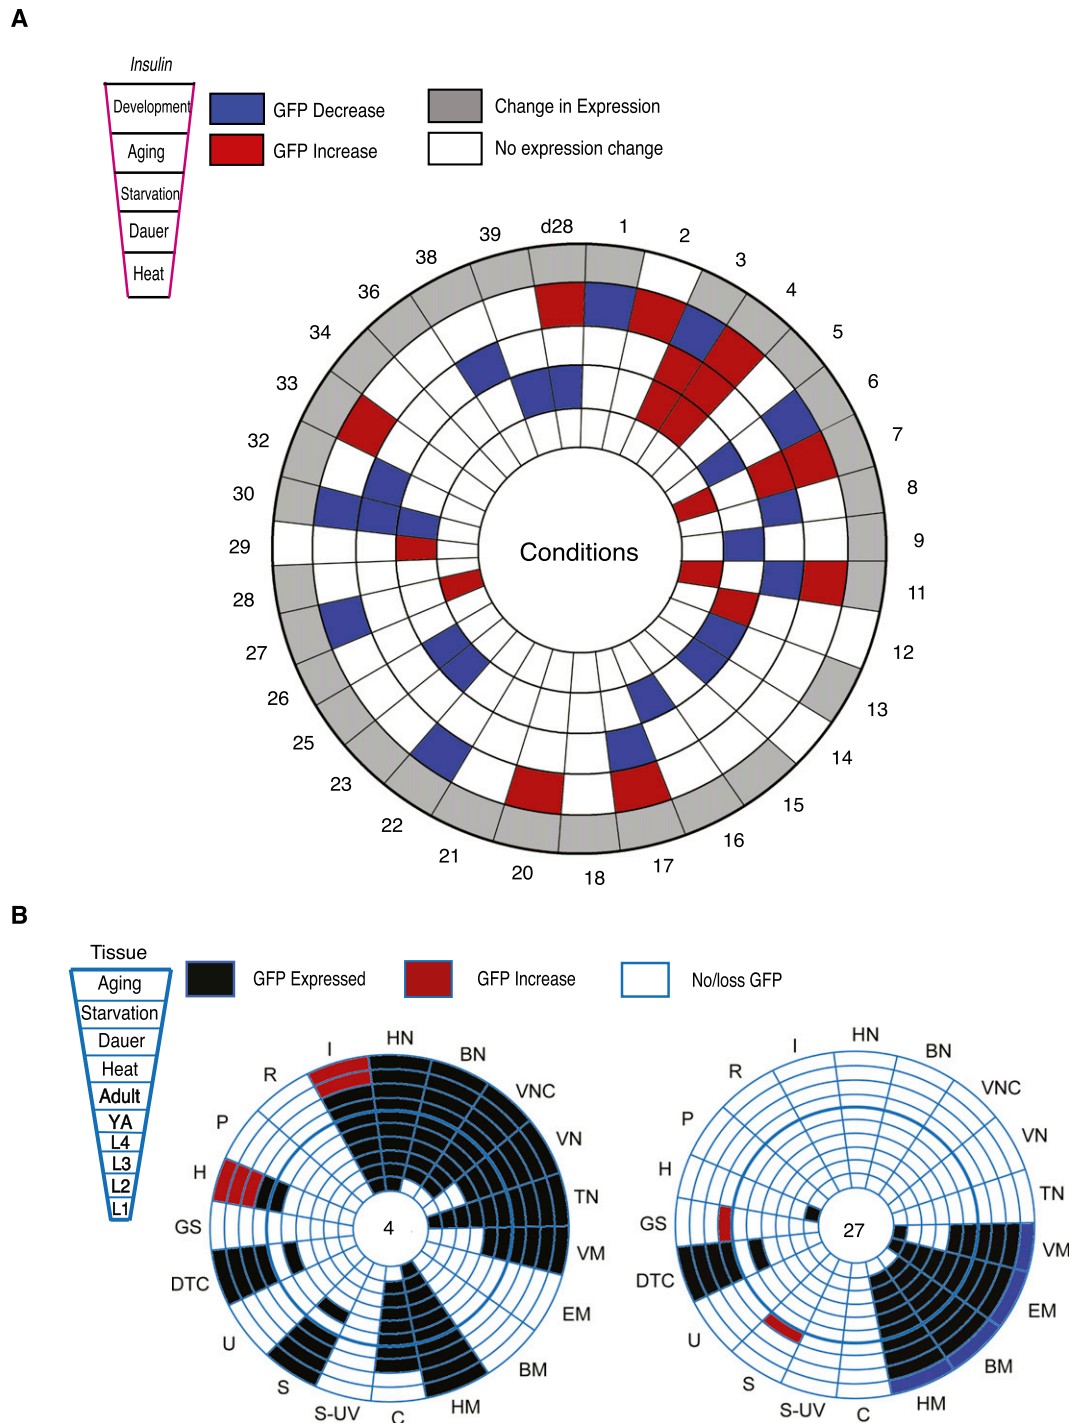 A
Insulin
Development
Aging
Starvation
Dauer
Heat
GFP Decrease
GFP Increase
Change in Expression
No expression change
d28
1
2
3
4
5
6
7
8
9
11
12
13
14
15
16
17
18
20
21
22
23
25
26
27
28
29
30
32
33
34
36
38
39
Conditions
B
Tissue
Aging
Starvation
Dauer
Heat
Adult
YA
L4
L3
L2
L1
GFP Expressed
GFP Increase
No/loss GFP
HN
BN
VNC
VN
TN
VM
EM
BM
HM
C
S-UV
S
U
DTC
GS
H
P
R
I
4
HN
BN
VNC
VN
TN
VM
EM
BM
HM
C
S-UV
S
U
DTC
GS
H
P
R
I
27